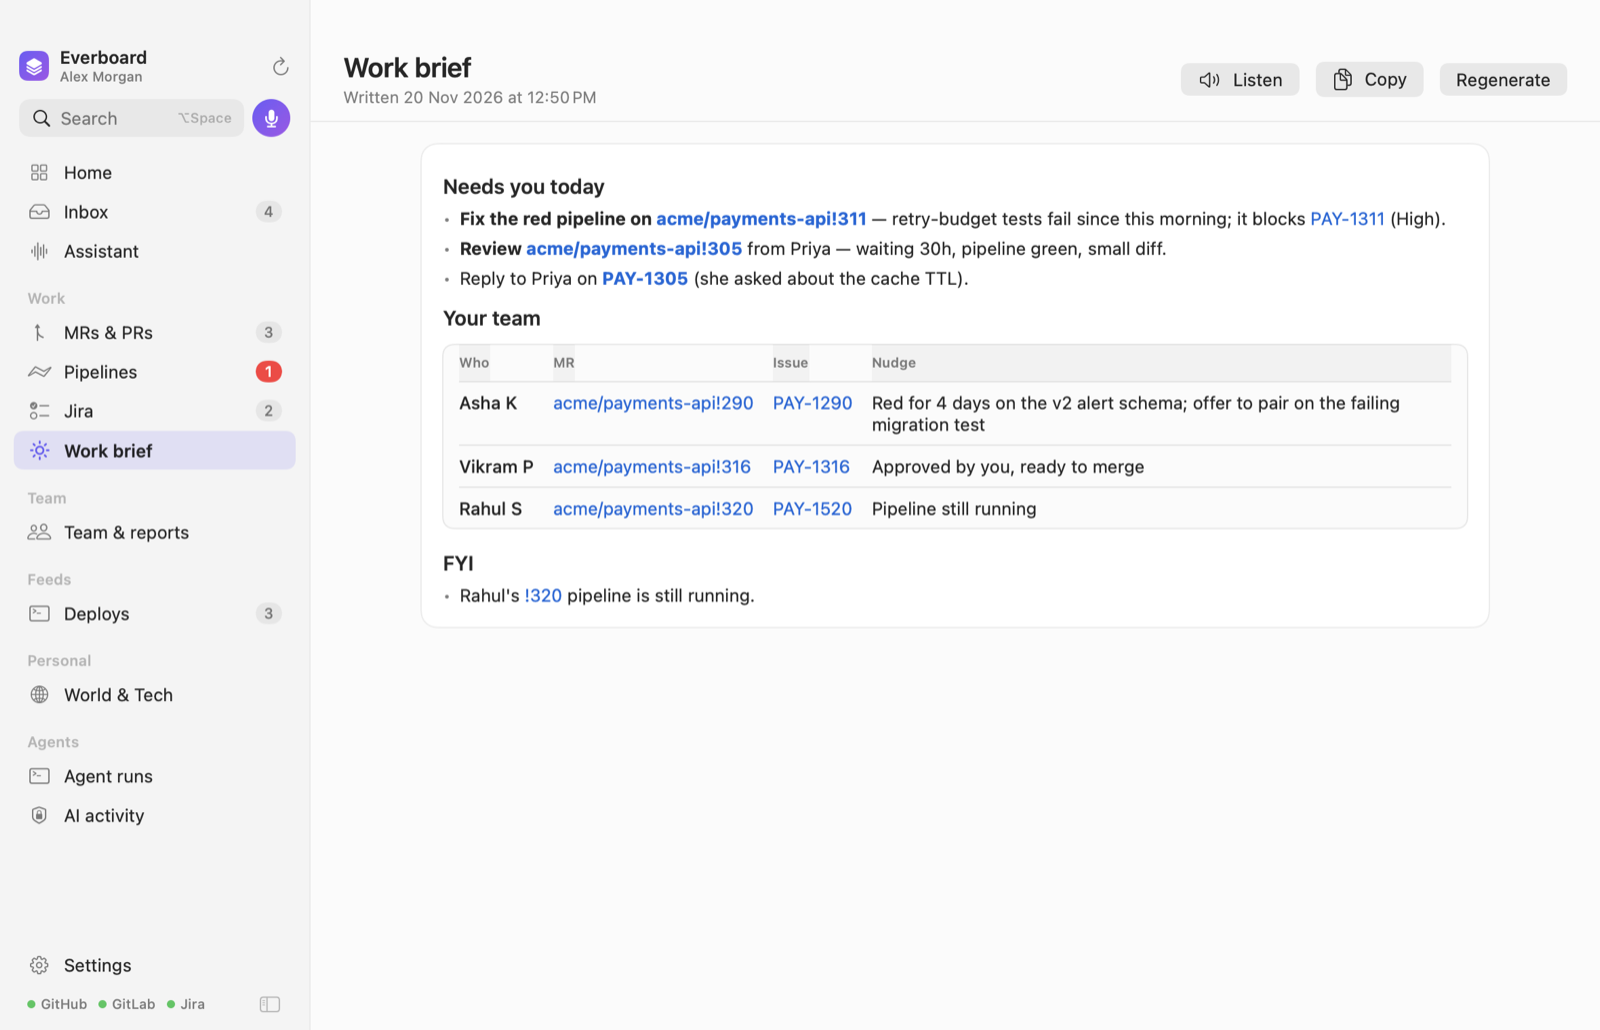 Everboard
Alex Morgan
Search ⌥Space
Home
Inbox 4
Assistant
Work
MRs & PRs 3
Pipelines 1
Jira 2
Work brief
Team
Team & reports
Feeds
Deploys 3
Personal
World & Tech
Agents
Agent runs
AI activity
Settings
GitHub GitLab Jira
Work brief
Written 20 Nov 2026 at 12:50 PM
Listen Copy Regenerate
Needs you today
• Fix the red pipeline on acme/payments-api!311 — retry-budget tests fail since this morning; it blocks PAY-1311 (High).
• Review acme/payments-api!305 from Priya — waiting 30h, pipeline green, small diff.
• Reply to Priya on PAY-1305 (she asked about the cache TTL).
Your team
Who MR Issue Nudge
Asha K acme/payments-api!290 PAY-1290 Red for 4 days on the v2 alert schema; offer to pair on the failing
migration test
Vikram P acme/payments-api!316 PAY-1316 Approved by you, ready to merge
Rahul S acme/payments-api!320 PAY-1520 Pipeline still running
FYI
• Rahul's !320 pipeline is still running.